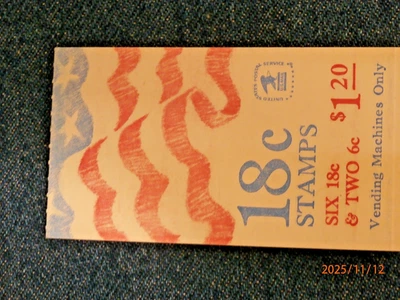 18c
STAMPS
SIX 18c
& TWO 6c $1.20
Vending Machines Only
2025/11/12